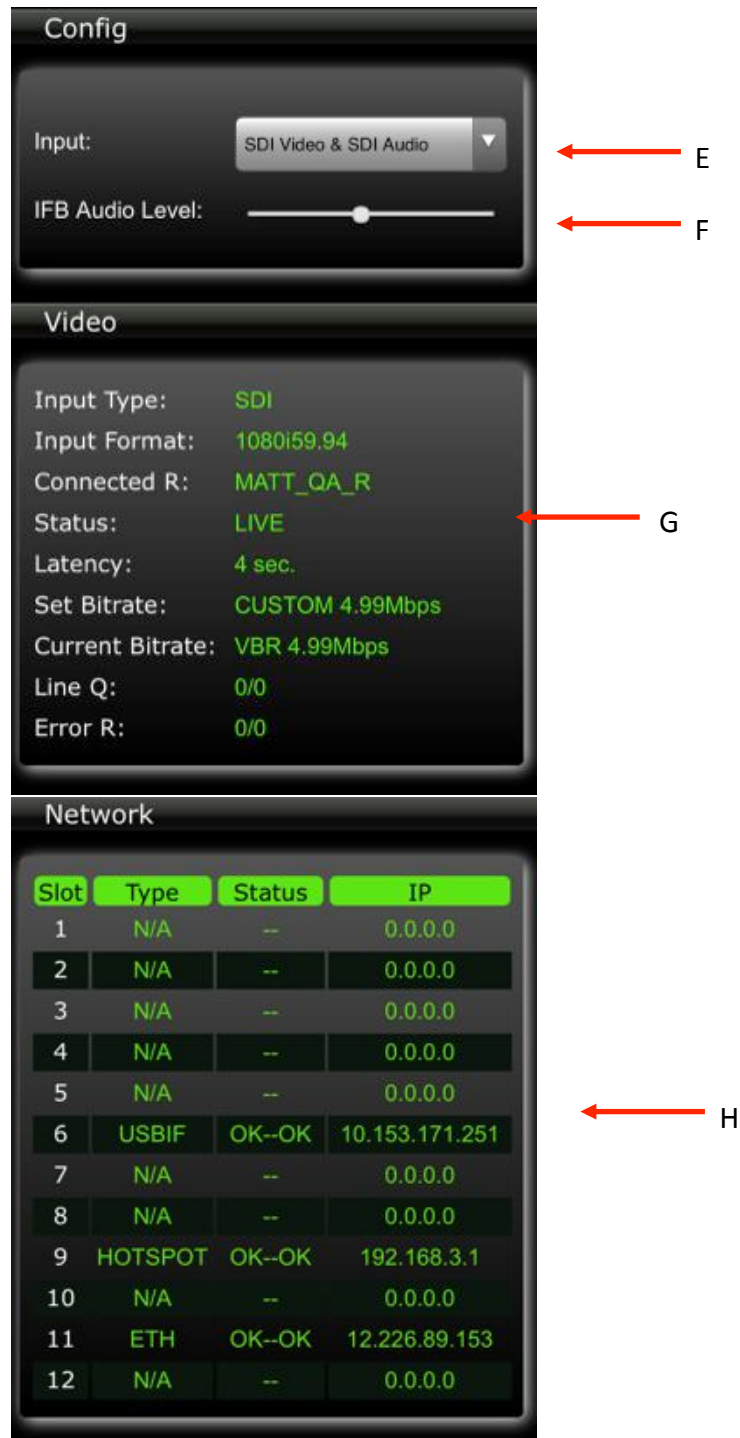 Config
Input: SDI Video & SDI Audio
E
IFB Audio Level:
F
Video
Input Type: SDI
Input Format: 1080i59.94
Connected R: MATT_QA_R
Status: LIVE
G
Latency: 4 sec.
Set Bitrate: CUSTOM 4.99Mbps
Current Bitrate: VBR 4.99Mbps
Line Q: 0/0
Error R: 0/0
Network
Slot Type Status IP
1 N/A -- 0.0.0.0
2 N/A -- 0.0.0.0
3 N/A -- 0.0.0.0
4 N/A -- 0.0.0.0
5 N/A -- 0.0.0.0
H
6 USBIF OK--OK 10.153.171.251
7 N/A -- 0.0.0.0
8 N/A -- 0.0.0.0
9 HOTSPOT OK--OK 192.168.3.1
10 N/A -- 0.0.0.0
11 ETH OK--OK 12.226.89.153
12 N/A -- 0.0.0.0